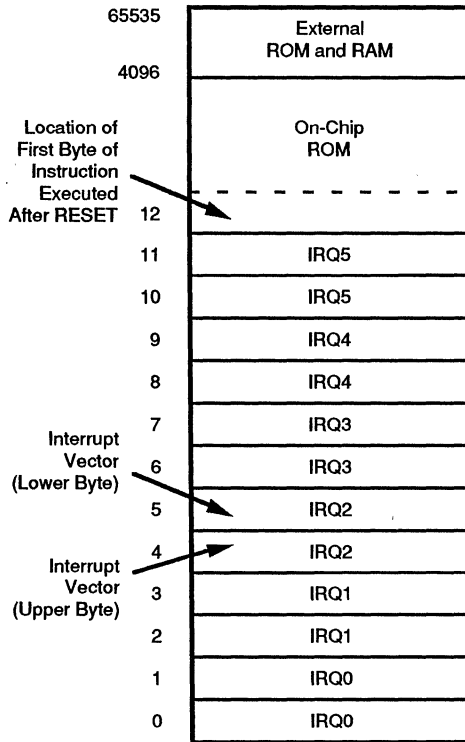 65535
External
ROM and RAM
4096
Location of
First Byte of
Instruction
Executed
After RESET
On-Chip
ROM
12
11 IRQ5
10 IRQ5
9 IRQ4
8 IRQ4
7 IRQ3
Interrupt
Vector
(Lower Byte)
6 IRQ3
5 IRQ2
4 IRQ2
Interrupt
Vector
(Upper Byte)
3 IRQ1
2 IRQ1
1 IRQ0
0 IRQ0